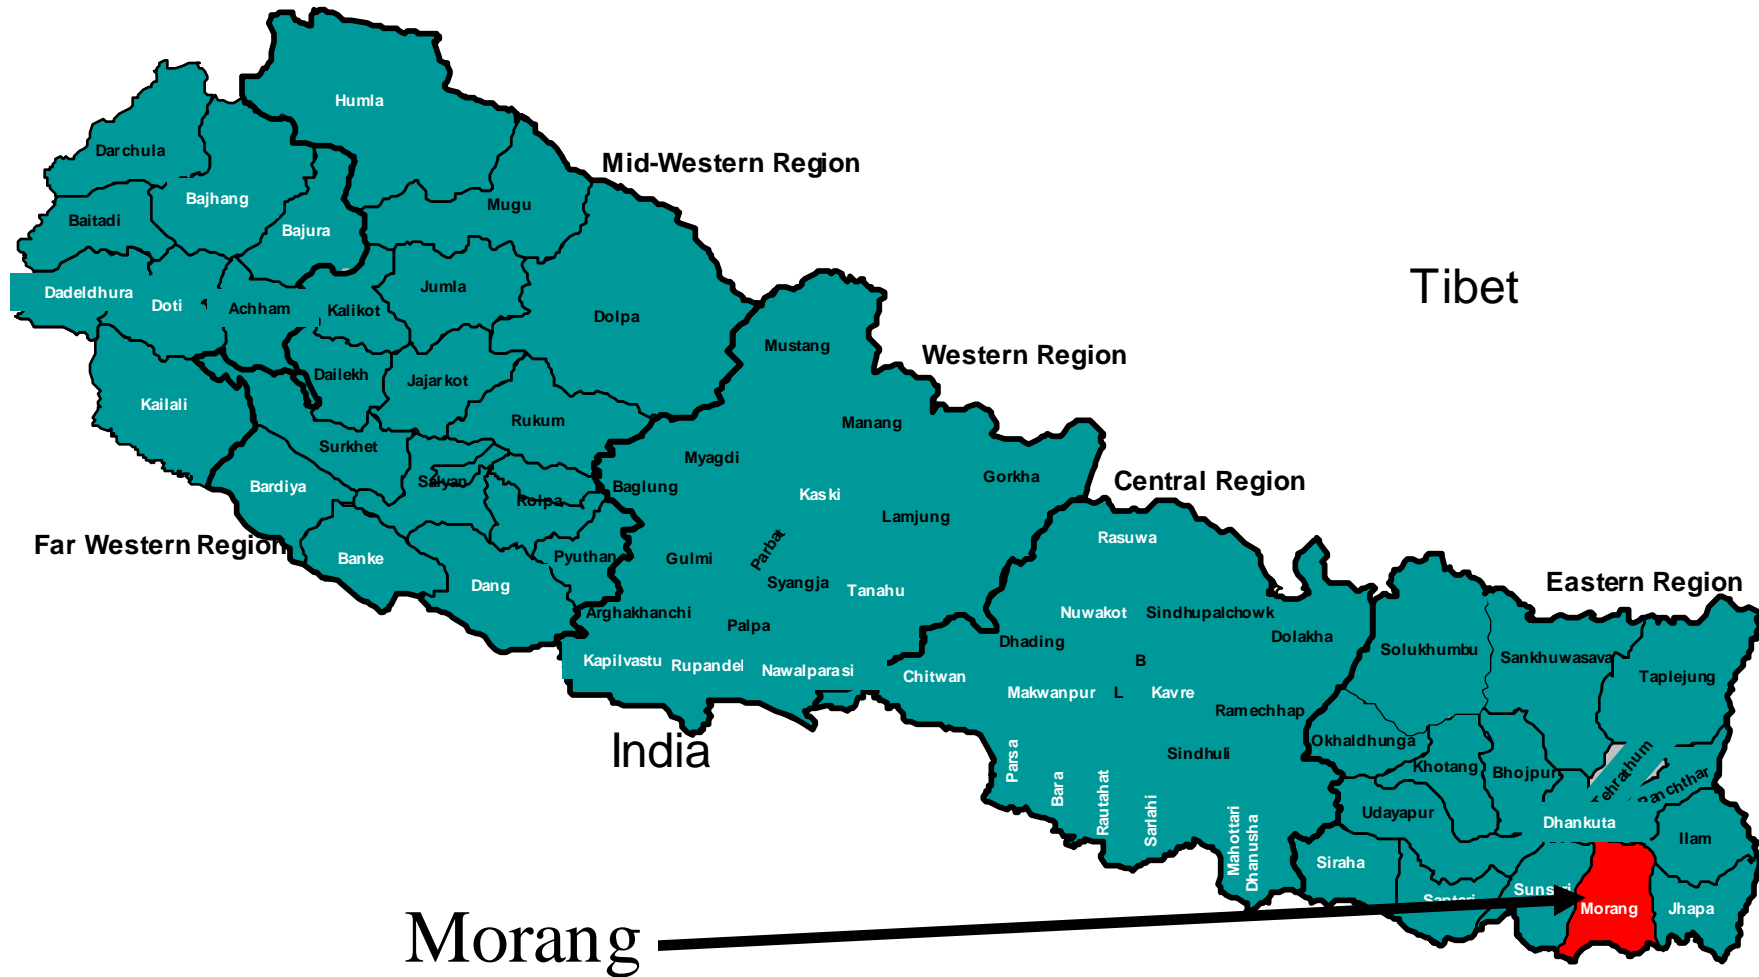 Humla
Darchula
Mid-Western Region
Bajhang
Mugu
Baitadi
Bajura
Tibet
Dadeldhura
Doti
Achham
Kalikot
Jumla
Dolpa
Mustang
Western Region
Dailekh
Jajarkot
Kailali
Rukum
Manang
Surkhet
Myagdi
Gorkha
Bardiya
Salyan
Baglung
Kaski
Central Region
Rolpa
Lamjung
Far Western Region
Banke
Pyuthan
Gulmi
Parbat
Rasuwa
Dang
Syangja
Tanahu
Eastern Region
Arghakhanchi
Palpa
Nuwakot
Sindhupalchowk
Dhading
Dolakha
Solukhumbu
Sankhuwasava
Kapilvastu
Rupandel
Nawalparasi
Chitwan
B
Taplejung
Makwanpur
L
Kavre
Ramechhap
India
Okhaldhunga
Parsa
Sindhuli
Khotang
Bhojpur
Tehrathum
Panchthar
Bara
Rautahat
Sarlahi
Udayapur
Dhankuta
Mahottari
Dhanusha
Ilam
Siraha
Sunsari
Saptari
Morang
Jhapa
Morang